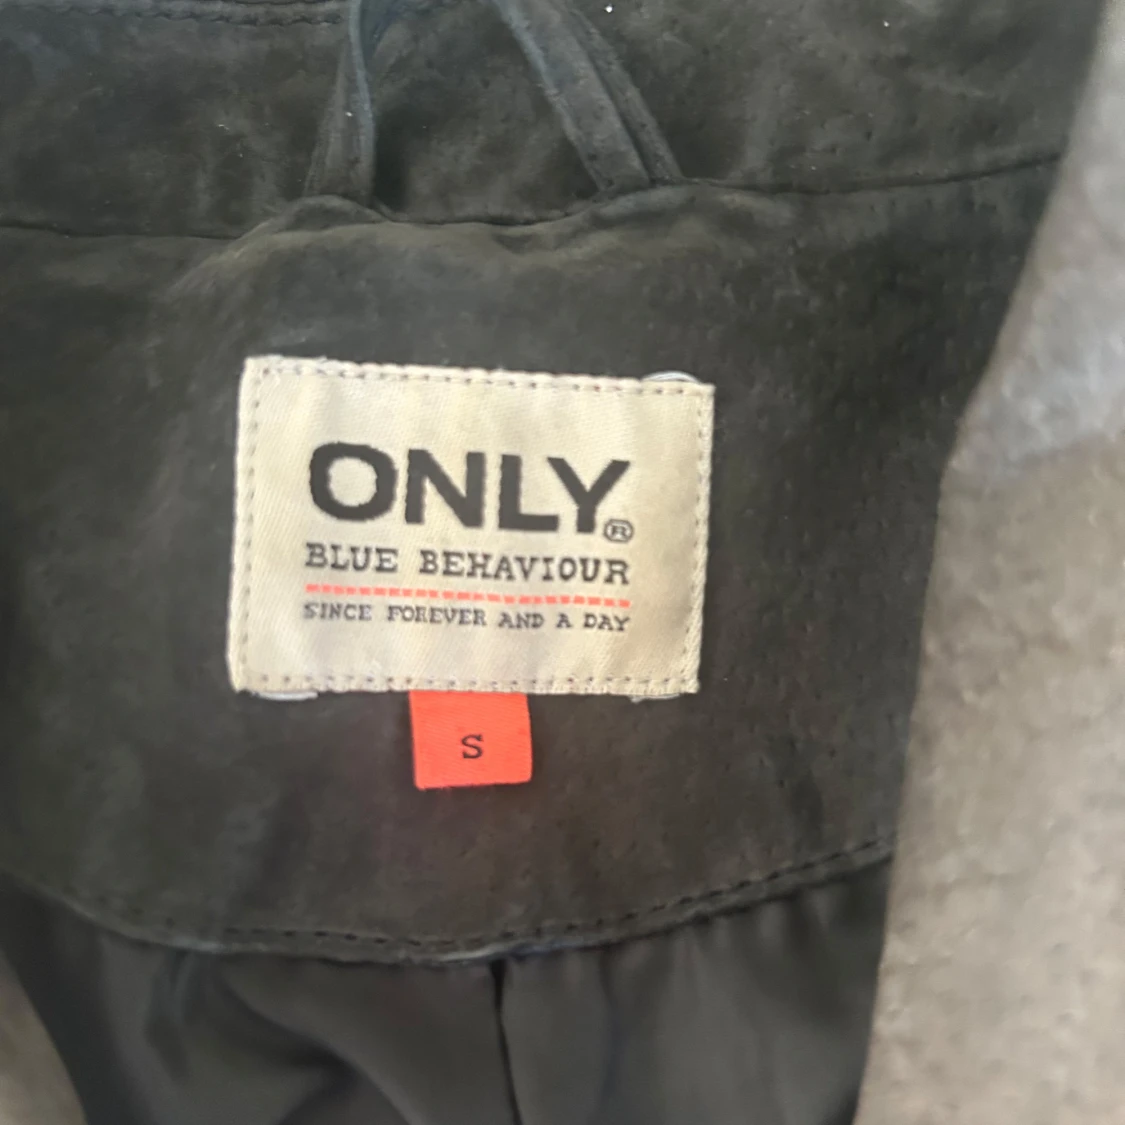 ONLY®
BLUE BEHAVIOUR
SINCE FOREVER AND A DAY
S